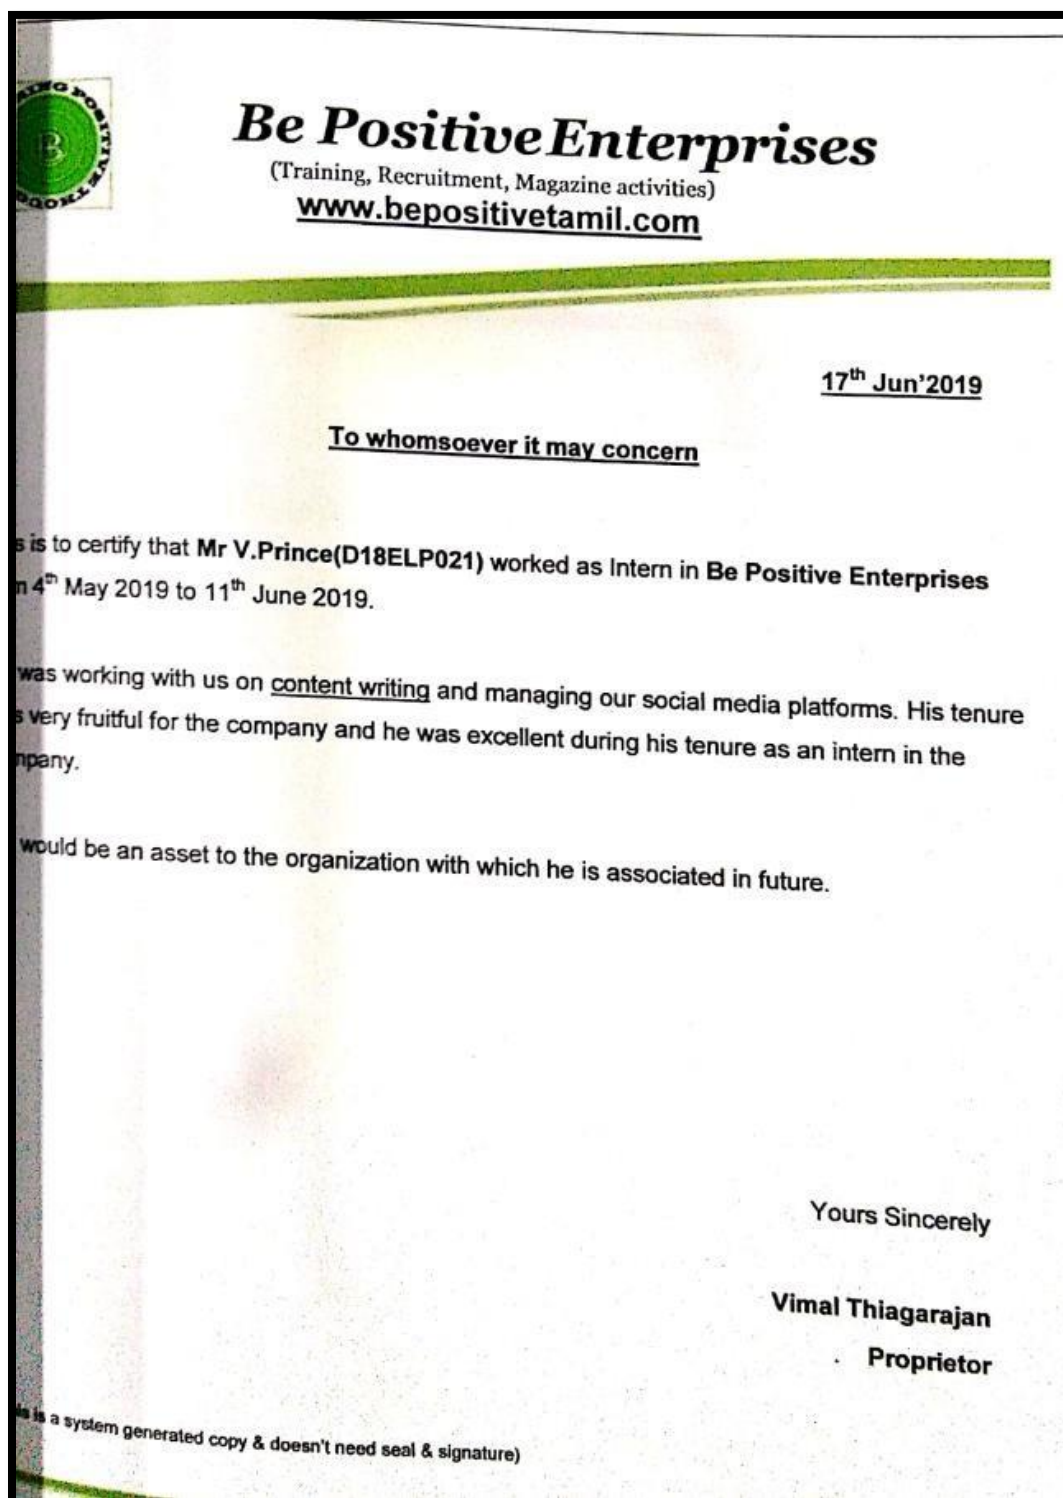 Be Positive Enterprises
(Training, Recruitment, Magazine activities)
www.bepositivetamil.com
B
17th Jun'2019
To whomsoever it may concern
s is to certify that Mr V.Prince(D18ELP021) worked as Intern in Be Positive Enterprises
n 4th May 2019 to 11th June 2019.
was working with us on content writing and managing our social media platforms. His tenure
s very fruitful for the company and he was excellent during his tenure as an intern in the
npany.
would be an asset to the organization with which he is associated in future.
Yours Sincerely
Vimal Thiagarajan
Proprietor
is is a system generated copy & doesn't need seal & signature)